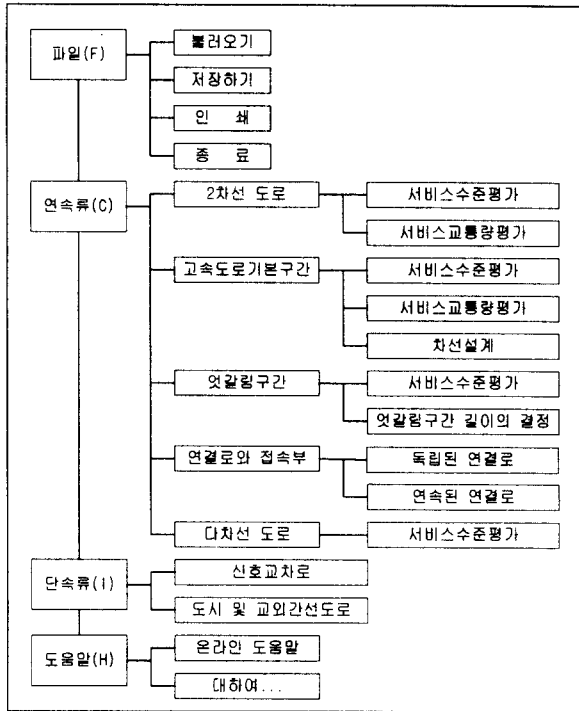 파일(F)
불러오기
저장하기
인 쇄
종 료
연속류(C)
2차선 도로
서비스수준평가
서비스교통량평가
고속도로기본구간
서비스수준평가
서비스교통량평가
차선설계
엇갈림구간
서비스수준평가
엇갈림구간 길이의 결정
연결로와 접속부
독립된 연결로
연속된 연결로
다차선 도로
서비스수준평가
단속류(I)
신호교차로
도시 및 교외간선도로
도움말(H)
온라인 도움말
대하여...